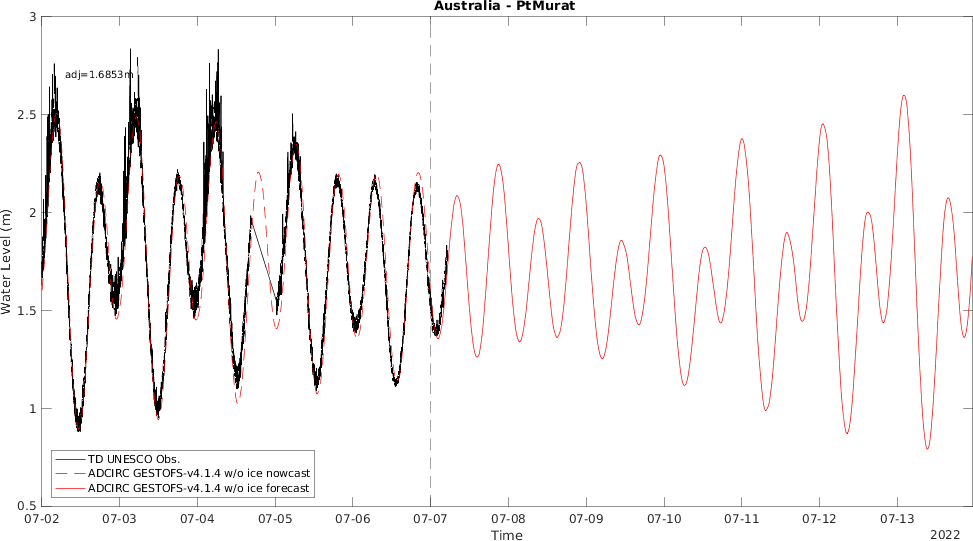 Australia - PtMurat
adj=1.6853m
Water Level (m)
3
2.5
2
1.5
1
0.5
TD UNESCO Obs.
ADCIRC GESTOFS-v4.1.4 w/o ice nowcast
ADCIRC GESTOFS-v4.1.4 w/o ice forecast
07-02 07-03 07-04 07-05 07-06 07-07 07-08 07-09 07-10 07-11 07-12 07-13
Time
2022